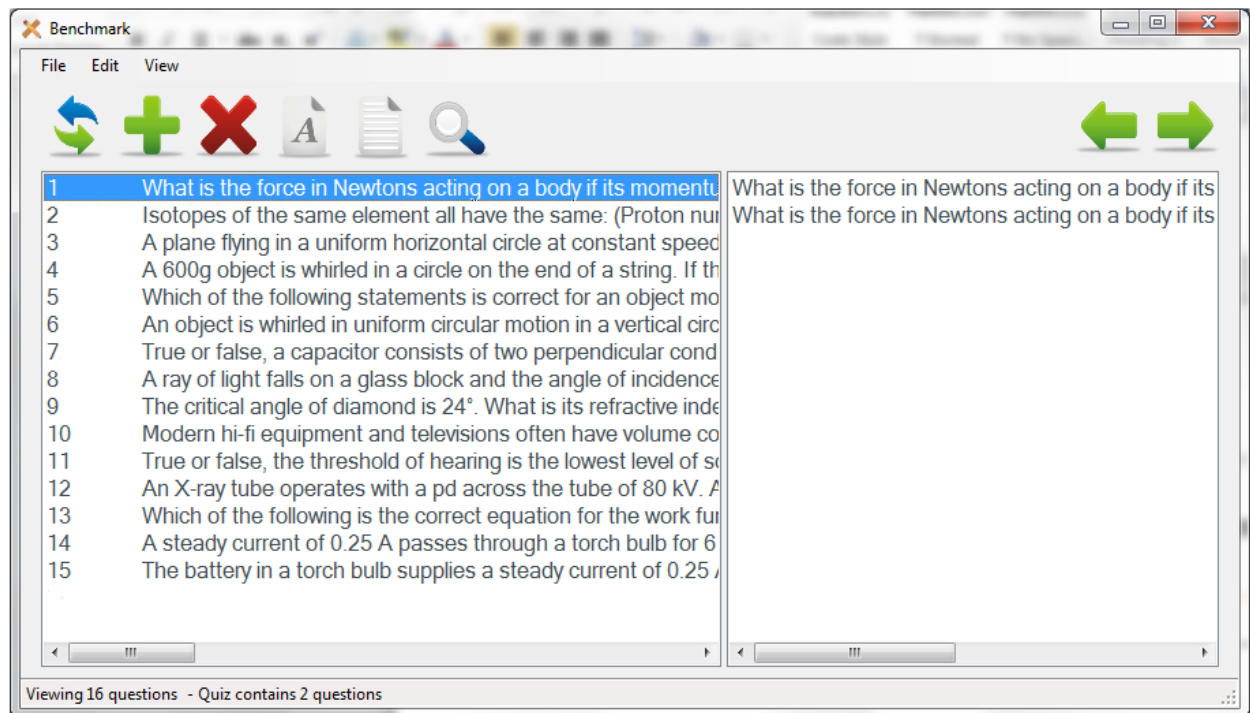 Benchmark
File Edit View
A
1 What is the force in Newtons acting on a body if its momentu
2 Isotopes of the same element all have the same: (Proton nur
3 A plane flying in a uniform horizontal circle at constant speed
4 A 600g object is whirled in a circle on the end of a string. If th
5 Which of the following statements is correct for an object mo
6 An object is whirled in uniform circular motion in a vertical circ
7 True or false, a capacitor consists of two perpendicular cond
8 A ray of light falls on a glass block and the angle of incidence
9 The critical angle of diamond is 24°. What is its refractive inde
10 Modern hi-fi equipment and televisions often have volume co
11 True or false, the threshold of hearing is the lowest level of so
12 An X-ray tube operates with a pd across the tube of 80 kV. A
13 Which of the following is the correct equation for the work fur
14 A steady current of 0.25 A passes through a torch bulb for 6
15 The battery in a torch bulb supplies a steady current of 0.25 A
What is the force in Newtons acting on a body if its
What is the force in Newtons acting on a body if its
Viewing 16 questions - Quiz contains 2 questions